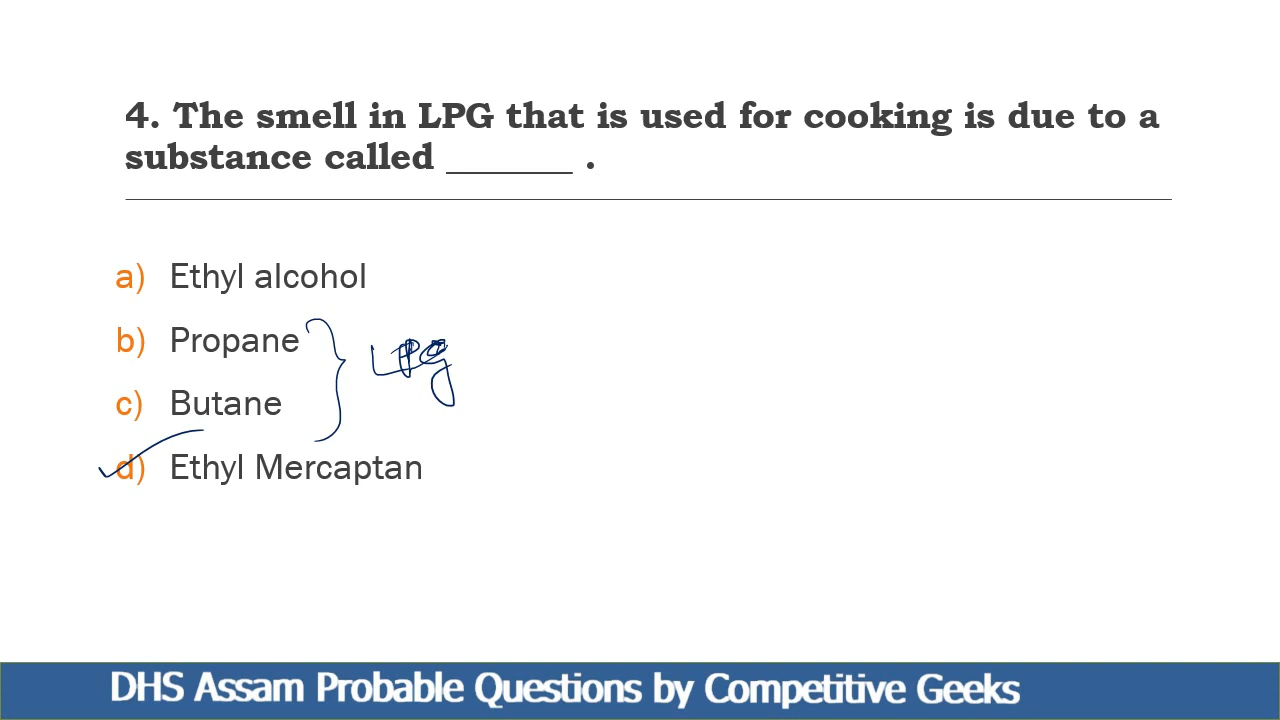 4. The smell in LPG that is used for cooking is due to a
substance called _______ .
a) Ethyl alcohol
b) Propane
LPG
c) Butane
d) Ethyl Mercaptan
DHS Assam Probable Questions by Competitive Geeks